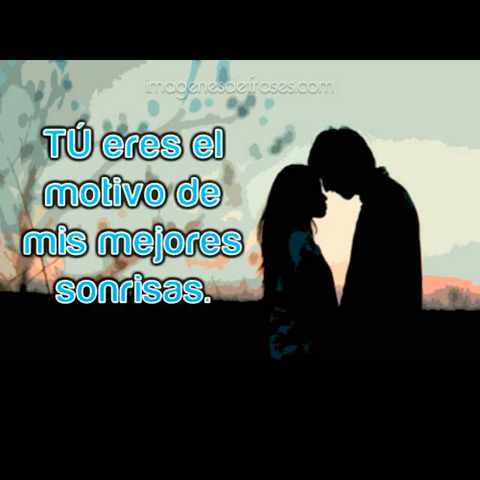 imagenesdefrases.com
TÚ eres el
motivo de
mis mejores
sonrisas.